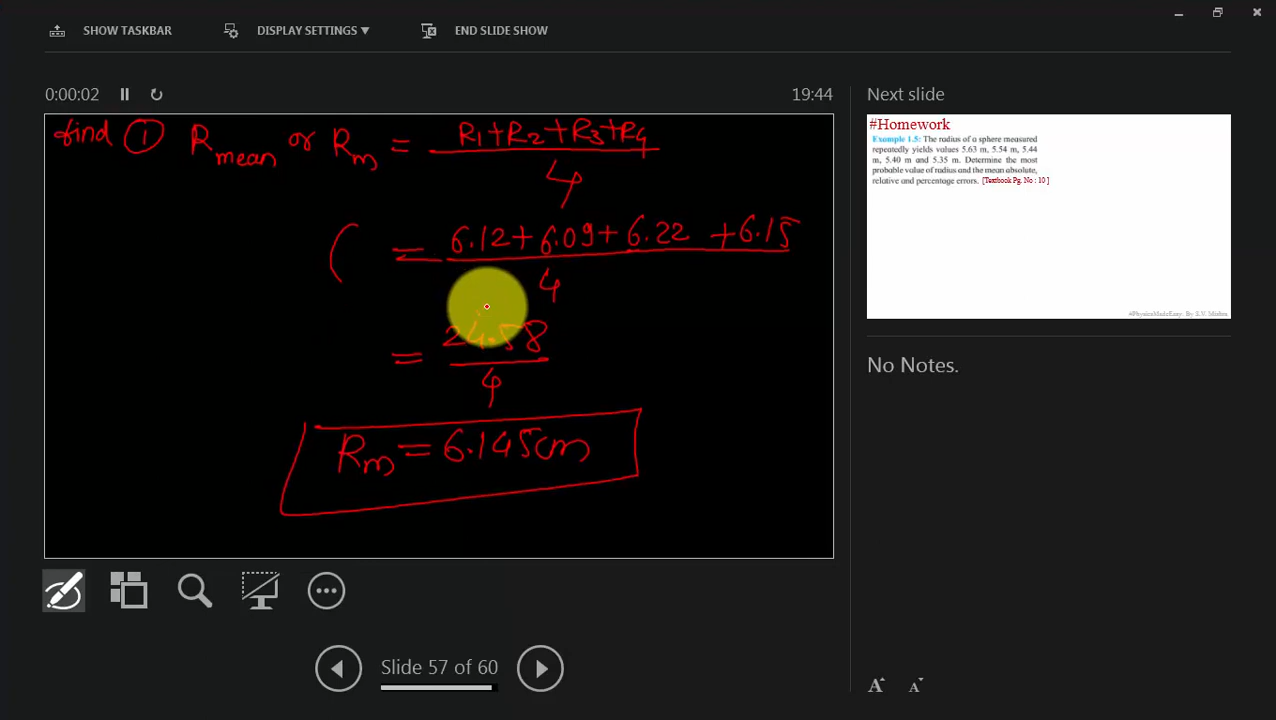 SHOW TASKBAR DISPLAY SETTINGS ▼ END SLIDE SHOW
0:00:02 19:44
find ① Rmean or Rm = R1+R2+R3+R4
4
( = 6.12+6.09+6.22 +6.15
4
= 24.58
4
Rm = 6.145cm
Slide 57 of 60
Next slide
#Homework
Example 1.5: The radius of a sphere measured
repeatedly yields values 5.63 m, 5.54 m, 5.44
m, 5.40 m and 5.35 m. Determine the most
probable value of radius and the mean absolute,
relative and percentage errors. [Textbook Pg. No : 10 ]
#PhysicsMadeEasy. By S.V. Mishra
No Notes.
A A